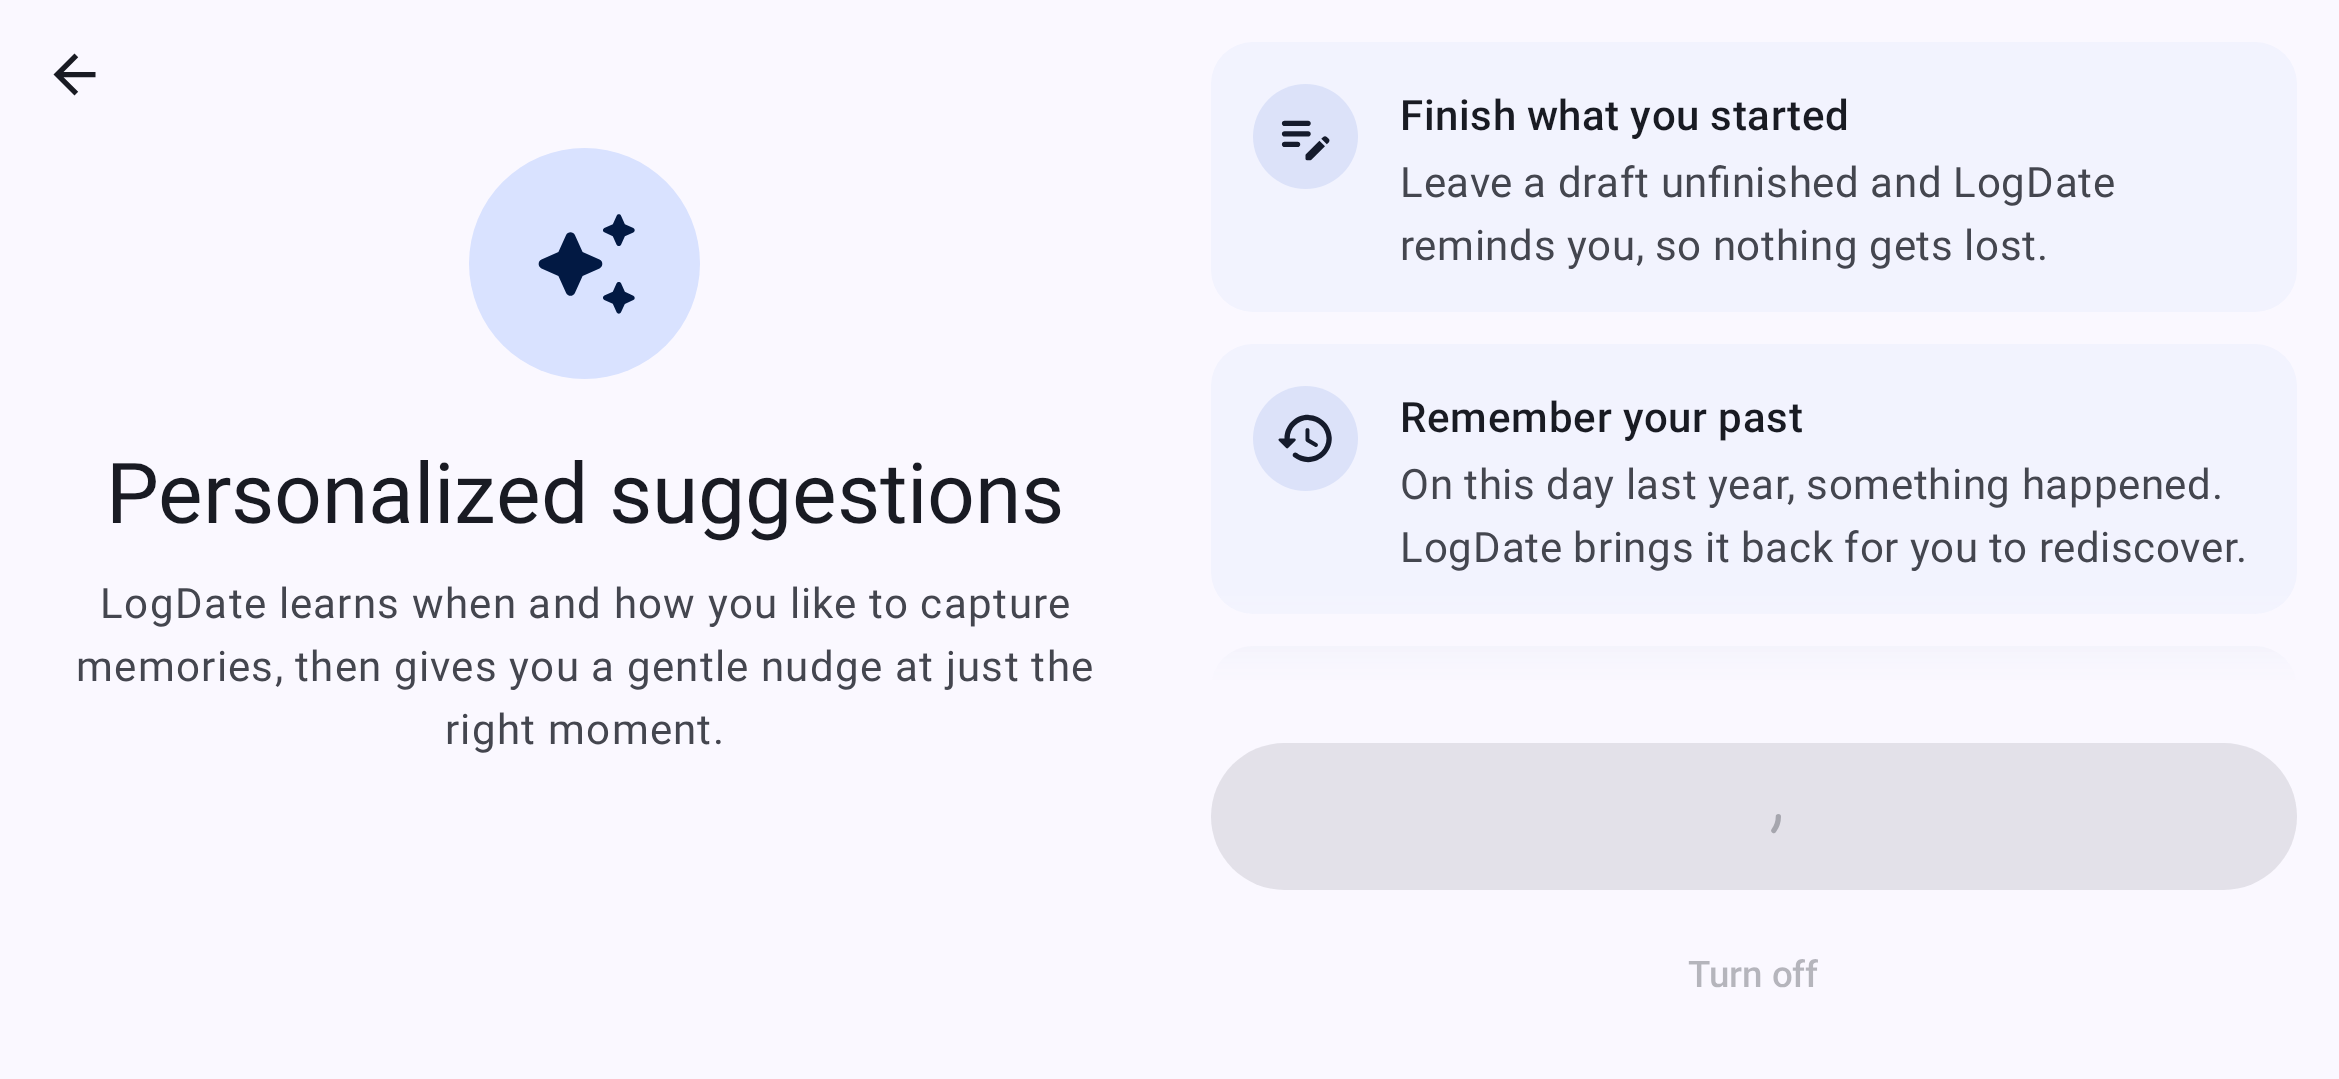 Personalized suggestions
LogDate learns when and how you like to capture
memories, then gives you a gentle nudge at just the
right moment.
Finish what you started
Leave a draft unfinished and LogDate
reminds you, so nothing gets lost.
Remember your past
On this day last year, something happened.
LogDate brings it back for you to rediscover.
Turn off